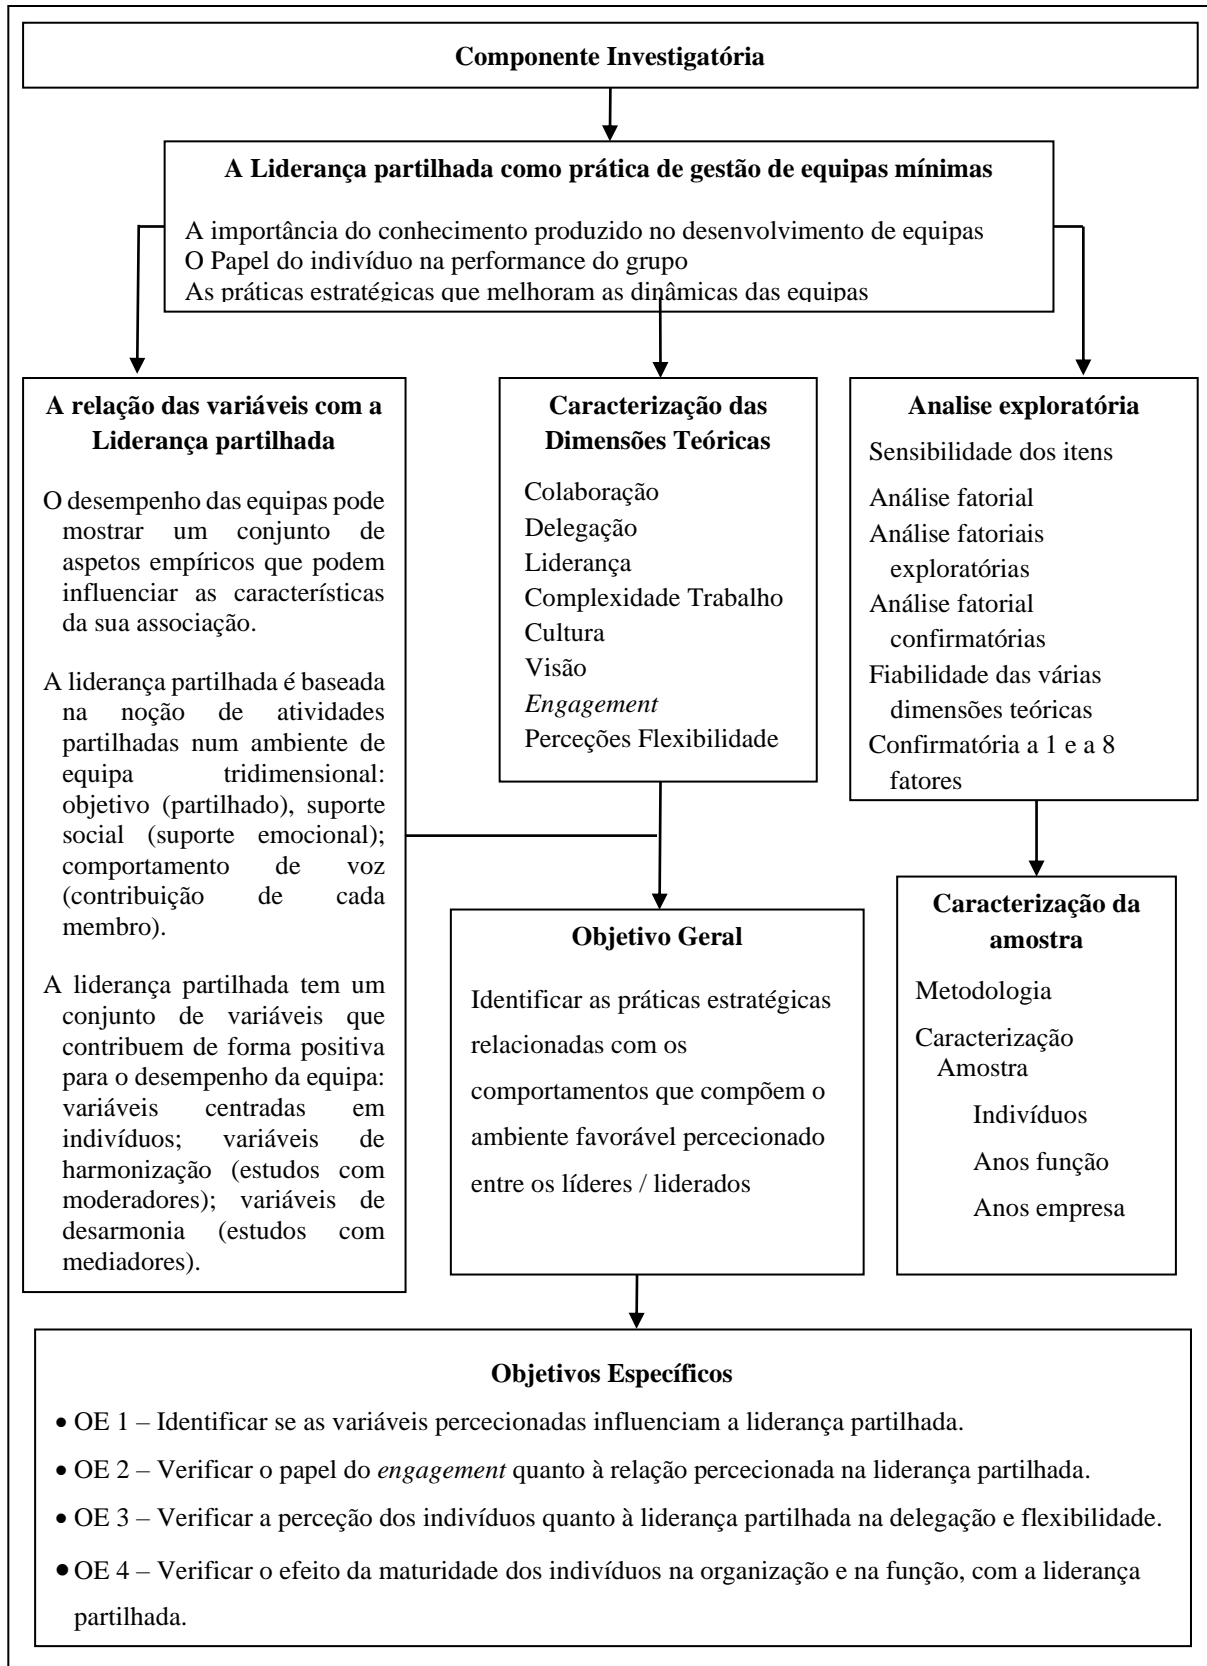 Componente Investigatória
A Liderança partilhada como prática de gestão de equipas mínimas
A importância do conhecimento produzido no desenvolvimento de equipas
O Papel do indivíduo na performance do grupo
As práticas estratégicas que melhoram as dinâmicas das equipas
A relação das variáveis com a
Liderança partilhada
O desempenho das equipas pode
mostrar um conjunto de
aspetos empíricos que podem
influenciar as características
da sua associação.
A liderança partilhada é baseada
na noção de atividades
partilhadas num ambiente de
equipa tridimensional:
objetivo (partilhado), suporte
social (suporte emocional);
comportamento de voz
(contribuição de cada
membro).
A liderança partilhada tem um
conjunto de variáveis que
contribuem de forma positiva
para o desempenho da equipa:
variáveis centradas em
indivíduos; variáveis de
harmonização (estudos com
moderadores); variáveis de
desarmonia (estudos com
mediadores).
Caracterização das
Dimensões Teóricas
Colaboração
Delegação
Liderança
Complexidade Trabalho
Cultura
Visão
Engagement
Perceções Flexibilidade
Analise exploratória
Sensibilidade dos itens
Análise fatorial
Análise fatoriais
exploratórias
Análise fatorial
confirmatórias
Fiabilidade das várias
dimensões teóricas
Confirmatória a 1 e a 8
fatores
Objetivo Geral
Identificar as práticas estratégicas
relacionadas com os
comportamentos que compõem o
ambiente favorável percecionado
entre os líderes / liderados
Caracterização da
amostra
Metodologia
Caracterização
Amostra
Indivíduos
Anos função
Anos empresa
Objetivos Específicos
• OE 1 – Identificar se as variáveis percecionadas influenciam a liderança partilhada.
• OE 2 – Verificar o papel do engagement quanto à relação percecionada na liderança partilhada.
• OE 3 – Verificar a perceção dos indivíduos quanto à liderança partilhada na delegação e flexibilidade.
• OE 4 – Verificar o efeito da maturidade dos indivíduos na organização e na função, com a liderança
partilhada.